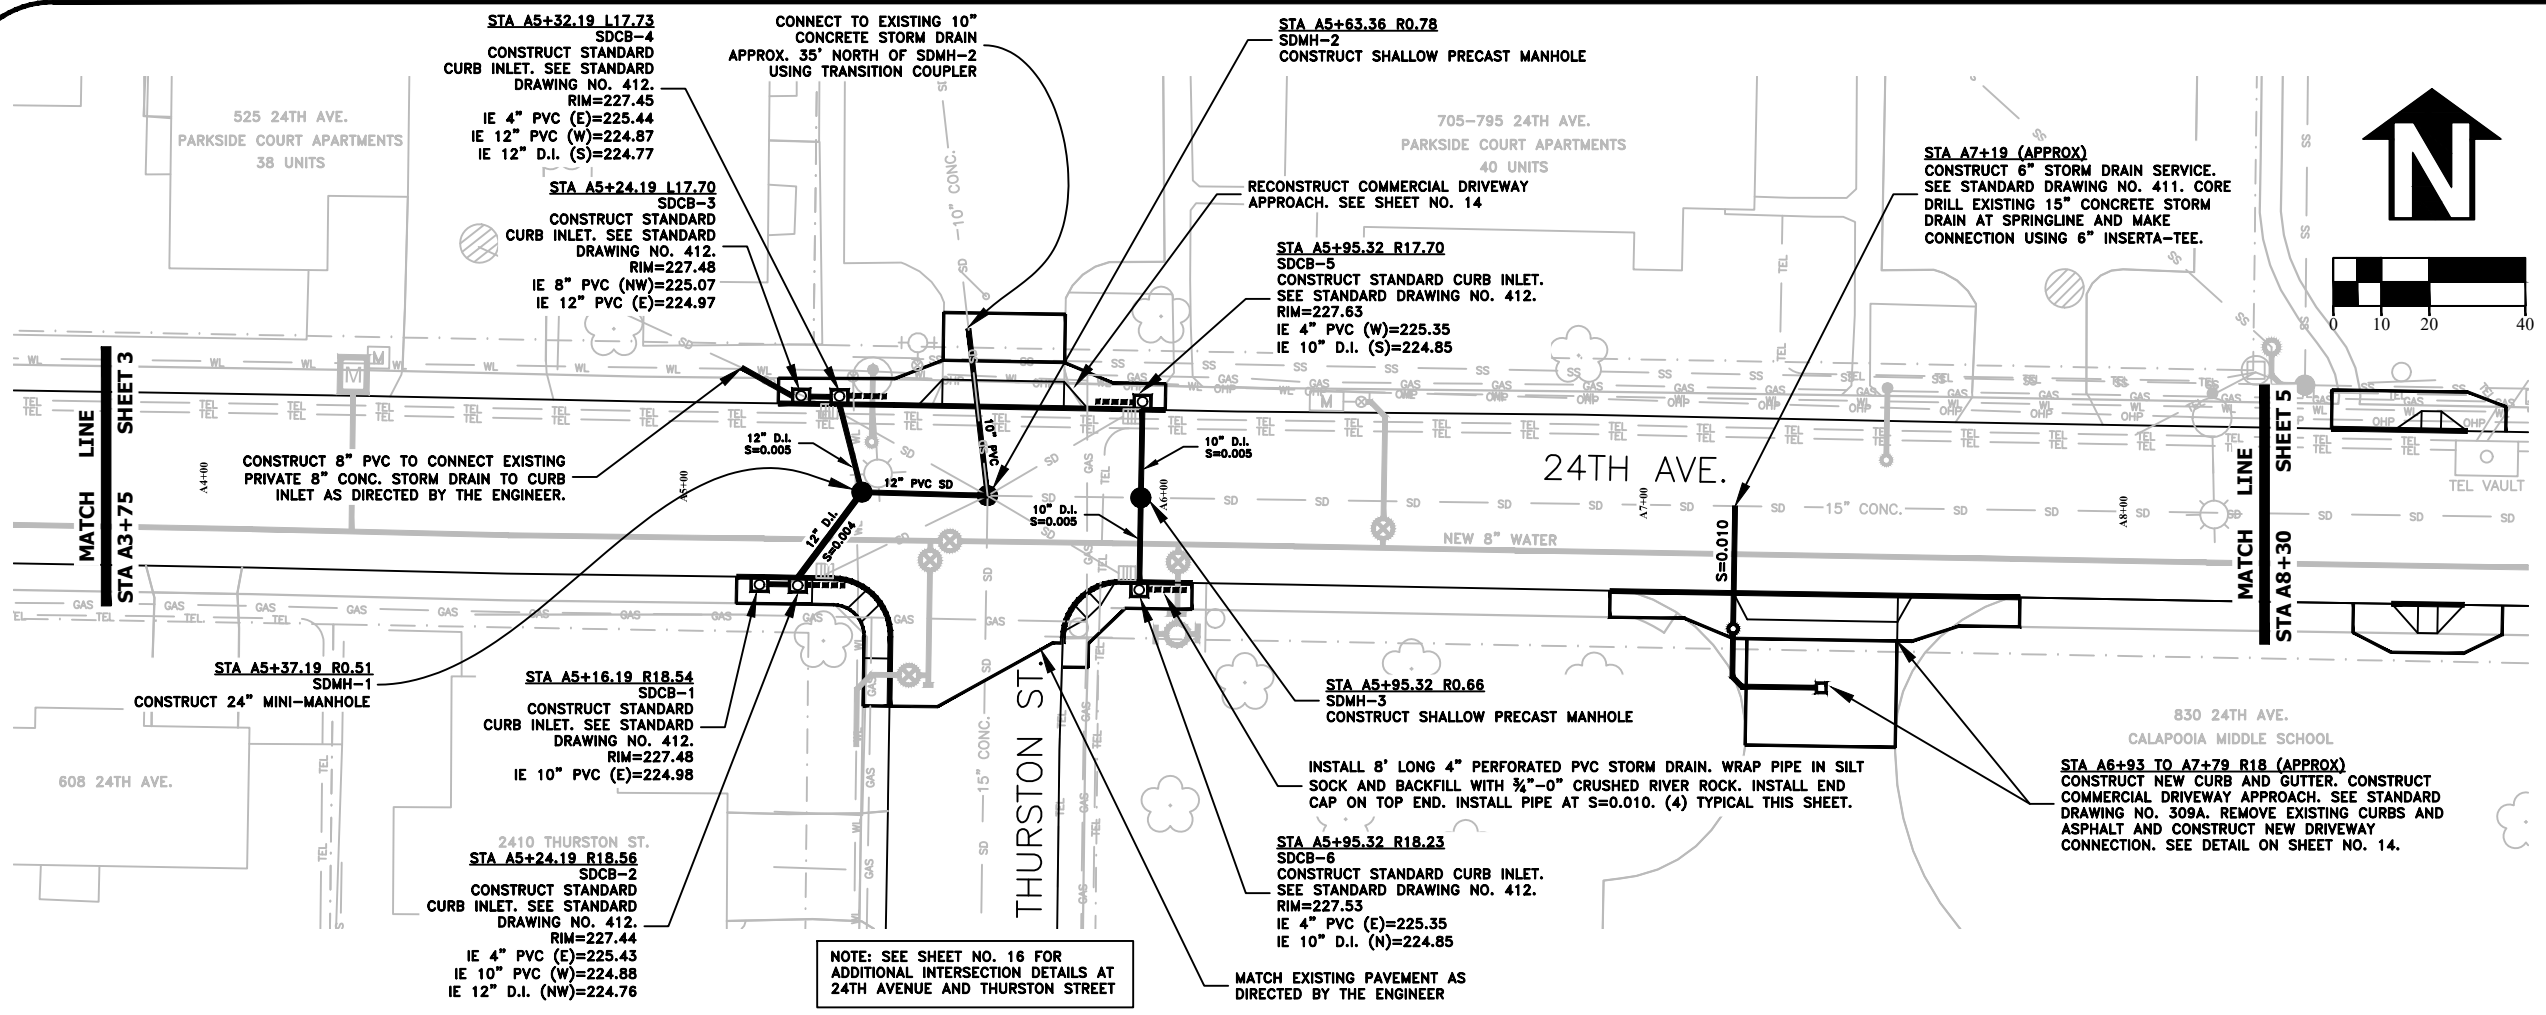 STA A5+32.19 L17.73
SDCB-4
CONSTRUCT STANDARD
CURB INLET. SEE STANDARD
DRAWING NO. 412.
RIM=227.45
IE 4" PVC (E)=225.44
IE 12" PVC (W)=224.87
IE 12" D.I. (S)=224.77
CONNECT TO EXISTING 10"
CONCRETE STORM DRAIN
APPROX. 35' NORTH OF SDMH-2
USING TRANSITION COUPLER
STA A5+63.36 R0.78
SDMH-2
CONSTRUCT SHALLOW PRECAST MANHOLE
525 24TH AVE.
PARKSIDE COURT APARTMENTS
38 UNITS
705-795 24TH AVE.
PARKSIDE COURT APARTMENTS
40 UNITS
STA A7+19 (APPROX)
CONSTRUCT 6" STORM DRAIN SERVICE.
SEE STANDARD DRAWING NO. 411. CORE
DRILL EXISTING 15" CONCRETE STORM
DRAIN AT SPRINGLINE AND MAKE
CONNECTION USING 6" INSERTA-TEE.
N
0 10 20 40
STA A5+24.19 L17.70
SDCB-3
CONSTRUCT STANDARD
CURB INLET. SEE STANDARD
DRAWING NO. 412.
RIM=227.48
IE 8" PVC (NW)=225.07
IE 12" PVC (E)=224.97
10" CONC.
RECONSTRUCT COMMERCIAL DRIVEWAY
APPROACH. SEE SHEET NO. 14
STA A5+95.32 R17.70
SDCB-5
CONSTRUCT STANDARD CURB INLET.
SEE STANDARD DRAWING NO. 412.
RIM=227.63
IE 4" PVC (W)=225.35
IE 10" D.I. (S)=224.85
MATCH LINE
STA A3+75 SHEET 3
MATCH LINE
STA A8+30 SHEET 5
CONSTRUCT 8" PVC TO CONNECT EXISTING
PRIVATE 8" CONC. STORM DRAIN TO CURB
INLET AS DIRECTED BY THE ENGINEER.
12" D.I.
S=0.005
10" PVC
12" PVC SD
12" D.I.
S=0.004
10" D.I.
S=0.005
10" D.I.
S=0.005
A4+00
A5+00
A6+00
A7+00
A8+00
24TH AVE.
15" CONC.
NEW 8" WATER
S=0.010
TEL VAULT
STA A5+37.19 R0.51
SDMH-1
CONSTRUCT 24" MINI-MANHOLE
STA A5+16.19 R18.54
SDCB-1
CONSTRUCT STANDARD
CURB INLET. SEE STANDARD
DRAWING NO. 412.
RIM=227.48
IE 10" PVC (E)=224.98
15" CONC.
THURSTON ST.
STA A5+95.32 R0.66
SDMH-3
CONSTRUCT SHALLOW PRECAST MANHOLE
INSTALL 8' LONG 4" PERFORATED PVC STORM DRAIN. WRAP PIPE IN SILT
SOCK AND BACKFILL WITH ¾"-0" CRUSHED RIVER ROCK. INSTALL END
CAP ON TOP END. INSTALL PIPE AT S=0.010. (4) TYPICAL THIS SHEET.
830 24TH AVE.
CALAPOOIA MIDDLE SCHOOL
STA A6+93 TO A7+79 R18 (APPROX)
CONSTRUCT NEW CURB AND GUTTER. CONSTRUCT
COMMERCIAL DRIVEWAY APPROACH. SEE STANDARD
DRAWING NO. 309A. REMOVE EXISTING CURBS AND
ASPHALT AND CONSTRUCT NEW DRIVEWAY
CONNECTION. SEE DETAIL ON SHEET NO. 14.
608 24TH AVE.
2410 THURSTON ST.
STA A5+24.19 R18.56
SDCB-2
CONSTRUCT STANDARD
CURB INLET. SEE STANDARD
DRAWING NO. 412.
RIM=227.44
IE 4" PVC (E)=225.43
IE 10" PVC (W)=224.88
IE 12" D.I. (NW)=224.76
STA A5+95.32 R18.23
SDCB-6
CONSTRUCT STANDARD CURB INLET.
SEE STANDARD DRAWING NO. 412.
RIM=227.53
IE 4" PVC (E)=225.35
IE 10" D.I. (N)=224.85
NOTE: SEE SHEET NO. 16 FOR
ADDITIONAL INTERSECTION DETAILS AT
24TH AVENUE AND THURSTON STREET
MATCH EXISTING PAVEMENT AS
DIRECTED BY THE ENGINEER